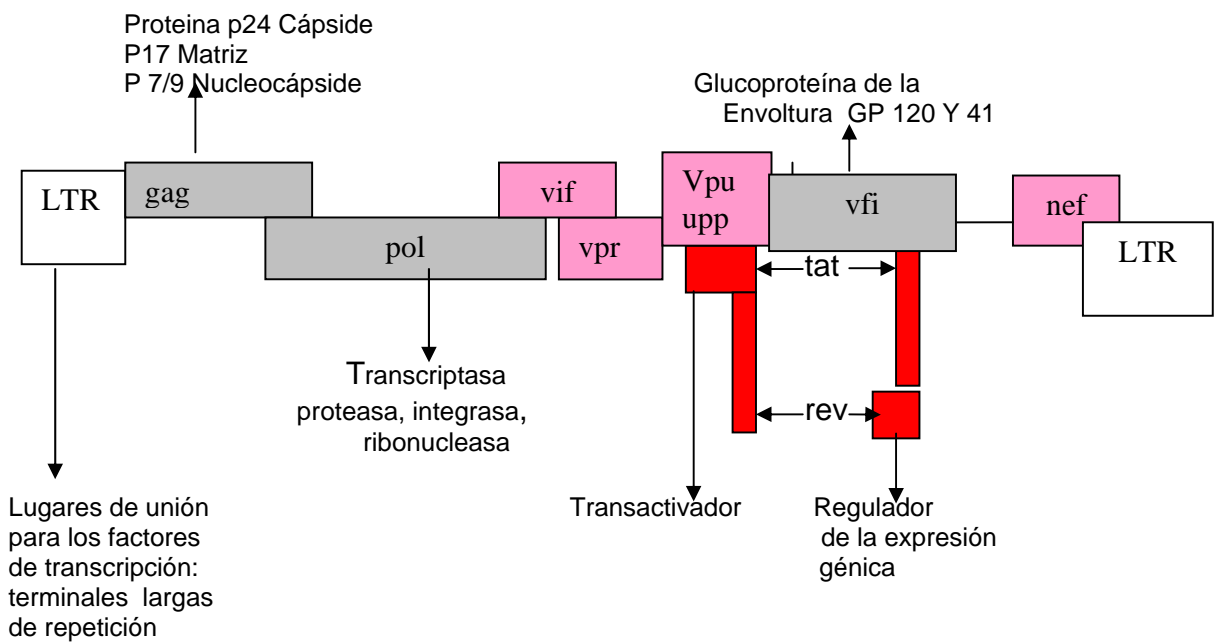 Proteina p24 Cápside
P17 Matriz
P 7/9 Nucleocápside
Glucoproteína de la
Envoltura GP 120 Y 41
LTR
gag
pol
vif
vpr
Vpu
upp
vfi
nef
LTR
tat
rev
Transcriptasa
proteasa, integrasa,
ribonucleasa
Lugares de unión
para los factores
de transcripción:
terminales largas
de repetición
Transactivador
Regulador
de la expresión
génica